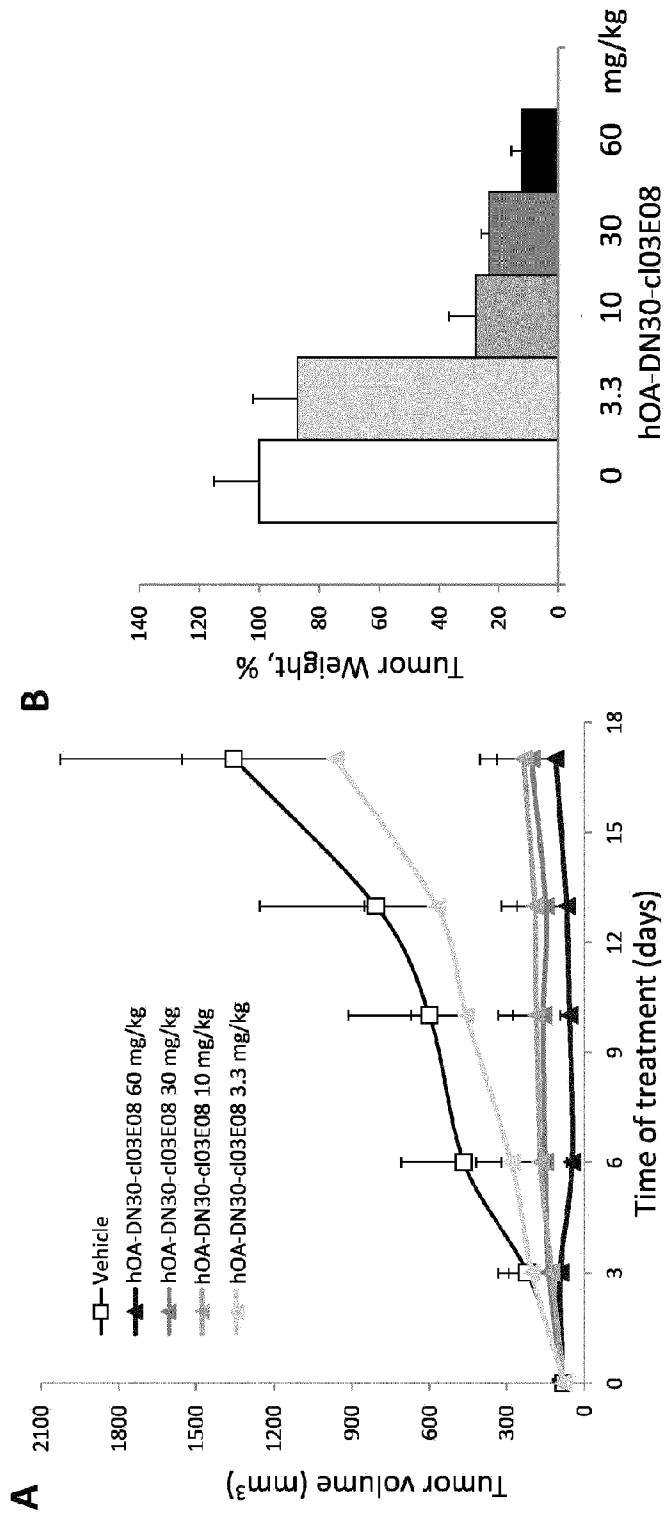 A
Tumor volume (mm³)
2100
1800
1500
1200
900
600
300
0
Vehicle
hOA-DN30-cl03E08 60 mg/kg
hOA-DN30-cl03E08 30 mg/kg
hOA-DN30-cl03E08 10 mg/kg
hOA-DN30-cl03E08 3.3 mg/kg
0 3 6 9 12 15 18
Time of treatment (days)
B
Tumor Weight, %
140
120
100
80
60
40
20
0
0 3.3 10 30 60 mg/kg
hOA-DN30-cl03E08